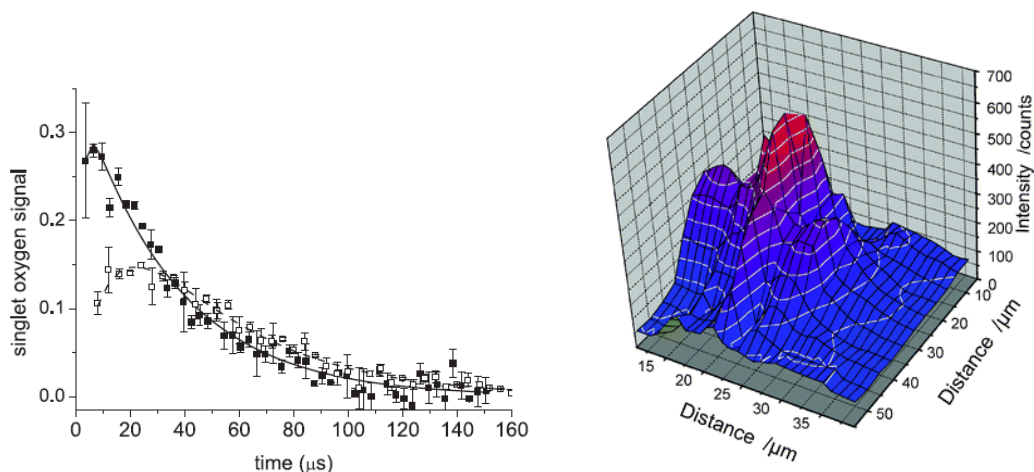 singlet oxygen signal
0.3
0.2
0.1
0.0
0 20 40 60 80 100 120 140 160
time (μs)
700
600
500
400
300
200
100
0
Intensity /counts
15 20 25 30 35
Distance /μm
10
20
30
40
50
Distance /μm